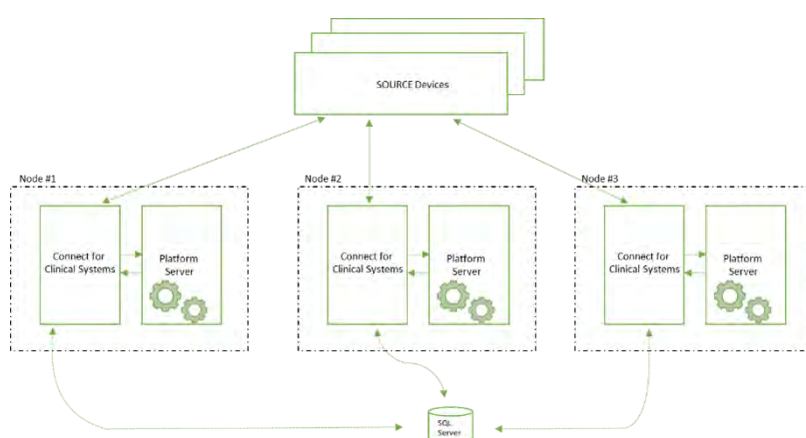 SOURCE Devices
Node #1
Node #2
Node #3
Connect for
Clinical Systems
Platform
Server
Connect for
Clinical Systems
Platform
Server
Connect for
Clinical Systems
Platform
Server
SQL
Server